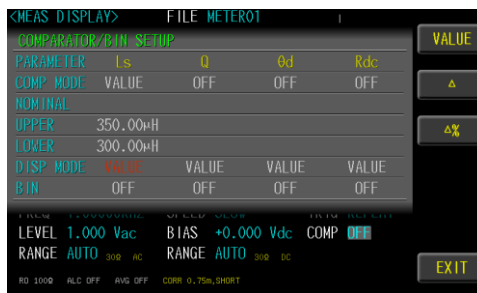 <MEAS DISPLAY> FILE METER01
COMPARATOR/BIN SETUP
PARAMETER Ls Q θd Rdc
COMP MODE VALUE OFF OFF OFF
NOMINAL
UPPER 350.00μH
LOWER 300.00μH
DISP MODE VALUE VALUE VALUE VALUE
BIN OFF OFF OFF OFF
LEVEL 1.000 Vac BIAS +0.000 Vdc COMP OFF
RANGE AUTO 30Ω AC RANGE AUTO 30Ω DC
RO 100Ω ALC OFF AVG OFF CORR 0.75m,SHORT
VALUE
Δ
Δ%
EXIT